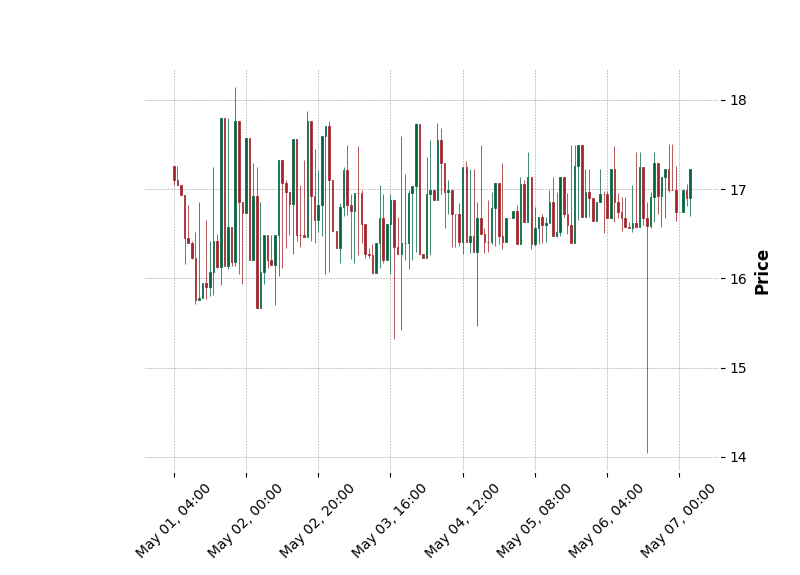 18
17
16
15
14
Price
May 01, 04:00
May 02, 00:00
May 02, 20:00
May 03, 16:00
May 04, 12:00
May 05, 08:00
May 06, 04:00
May 07, 00:00